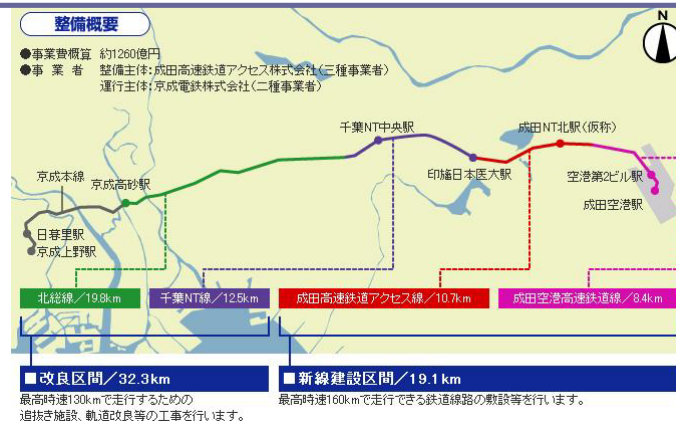 整備概要
N
●事業費概算 約1260億円
●事 業 者 整備主体:成田高速鉄道アクセス株式会社(三種事業者)
運行主体:京成電鉄株式会社(二種事業者)
千葉NT中央駅
成田NT北駅(仮称)
京成本線
京成高砂駅
印旛日本医大駅
空港第2ビル駅
成田空港駅
日暮里駅
京成上野駅
北総線/19.8km
千葉NT線/12.5km
成田高速鉄道アクセス線/10.7km
成田空港高速鉄道線/8.4km
■改良区間/32.3km
■新線建設区間/19.1km
最高時速130kmで走行するための
追抜き施設、軌道改良等の工事を行います。
最高時速160kmで走行できる鉄道線路の敷設等を行います。